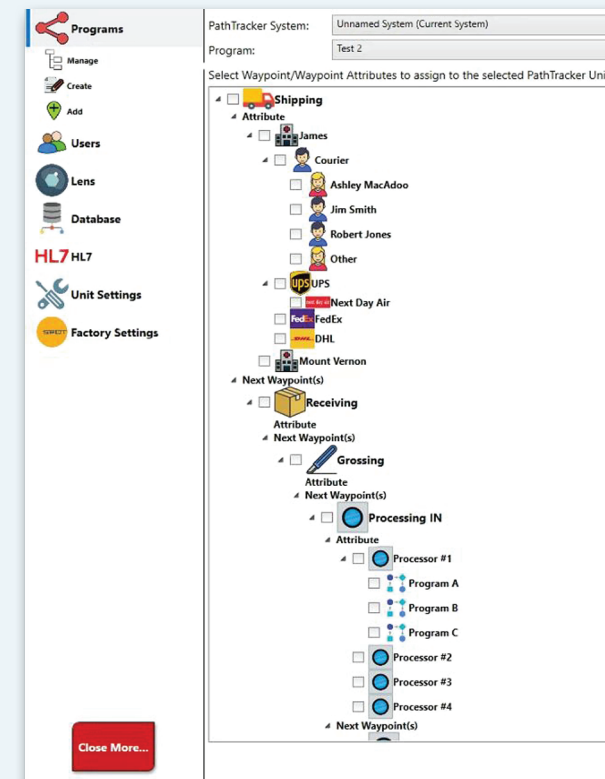 Programs
Manage
Create
Add
Users
Lens
Database
HL7 HL7
Unit Settings
Factory Settings
Close More...
PathTracker System: Unnamed System (Current System)
Program: Test 2
Select Waypoint/Waypoint Attributes to assign to the selected PathTracker Uni
Shipping
Attribute
James
Courier
Ashley MacAdoo
Jim Smith
Robert Jones
Other
ups UPS
Next Day Air
FedEx FedEx
DHL
Mount Vernon
Next Waypoint(s)
Receiving
Attribute
Next Waypoint(s)
Grossing
Attribute
Next Waypoint(s)
Processing IN
Attribute
Processor #1
Program A
Program B
Program C
Processor #2
Processor #3
Processor #4
Next Waypoint(s)